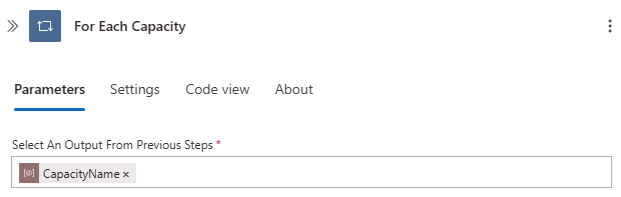 For Each Capacity
Parameters Settings Code view About
Select An Output From Previous Steps *
[@] CapacityName ×